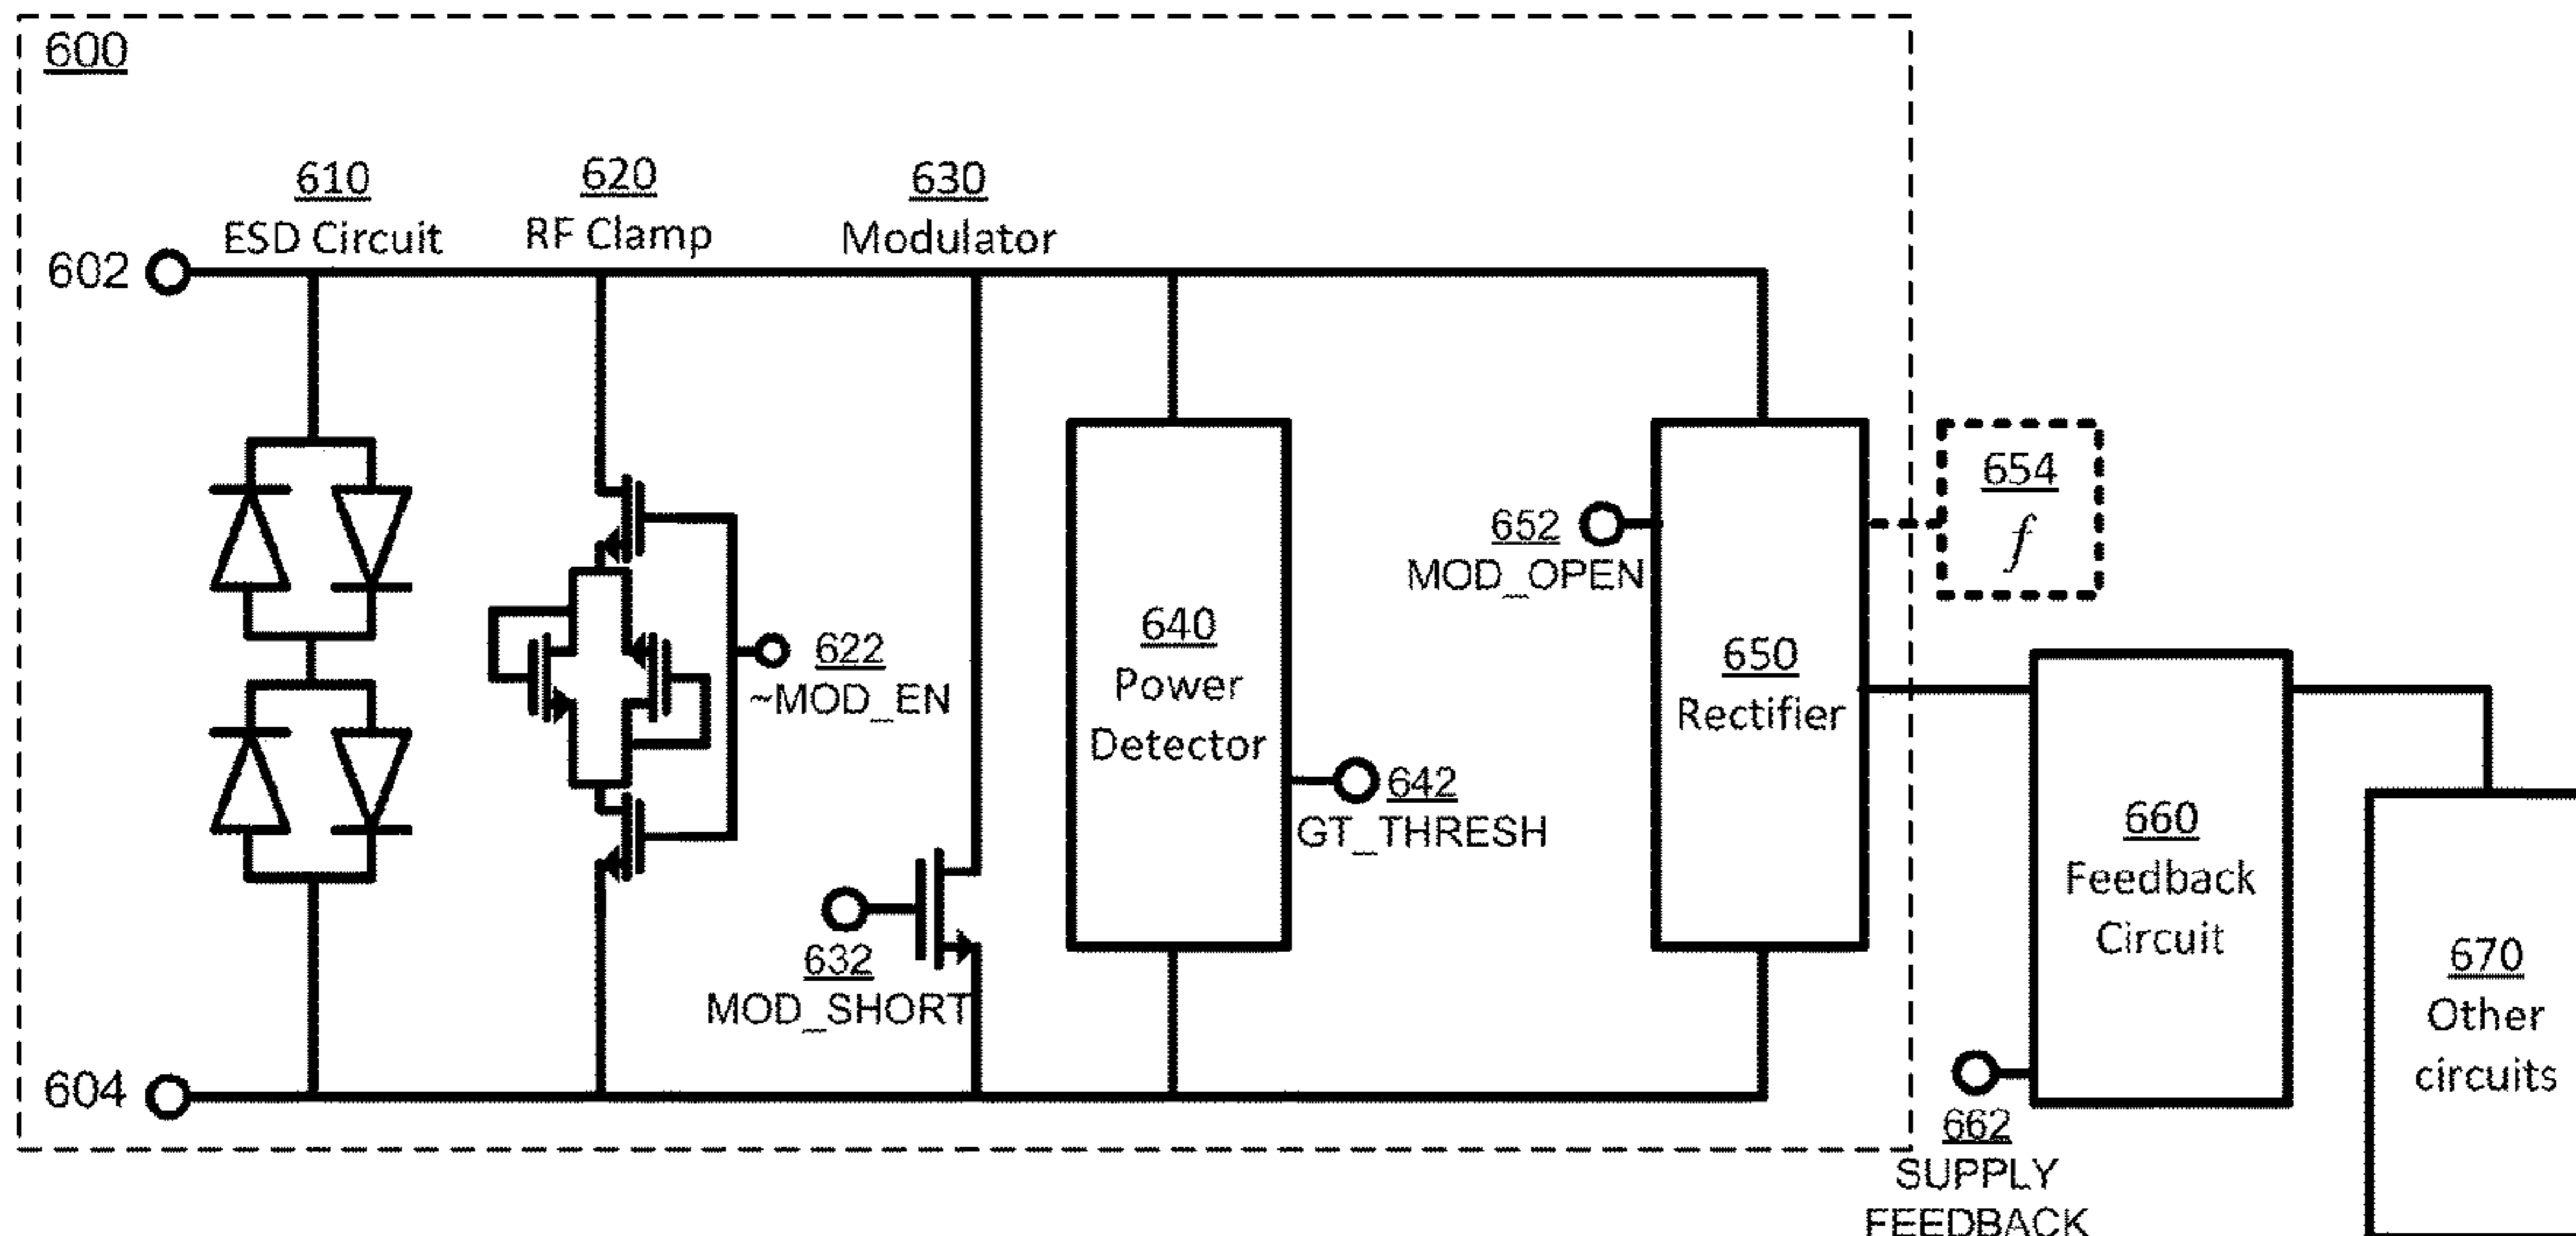 600
610
ESD Circuit
620
RF Clamp
630
Modulator
602
654
f
652
MOD_OPEN
640
Power
Detector
622
~MOD_EN
650
Rectifier
642
GT_THRESH
660
Feedback
Circuit
632
MOD_SHORT
670
Other
circuits
604
662
SUPPLY
FEEDBACK